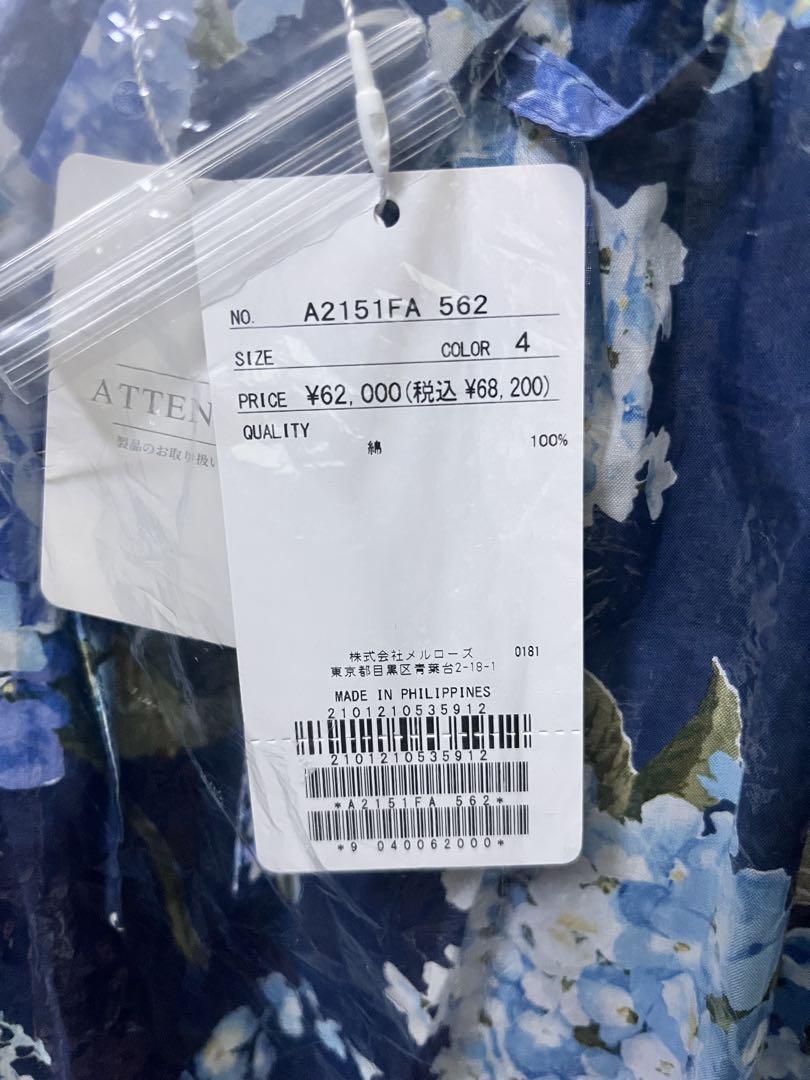 NO. A2151FA 562
SIZE COLOR 4
PRICE ¥62,000(税込 ¥68,200)
QUALITY
綿 100%
株式会社メルローズ 0181
東京都目黒区青葉台2-18-1
MADE IN PHILIPPINES
2101210535912
2101210535912
*A2151FA 562*
*9 040062000*
ATTEN
製品のお取り扱い